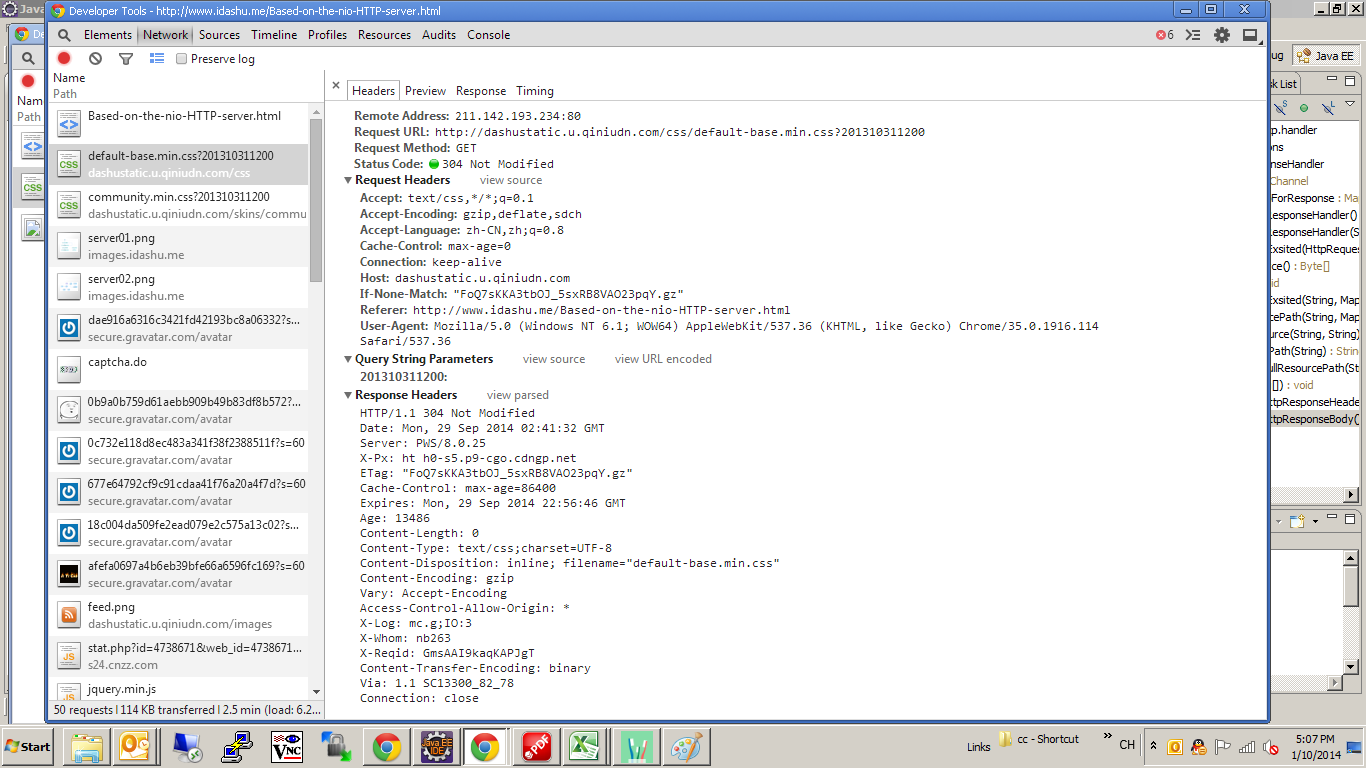 Java
Developer Tools - http://www.idashu.me/Based-on-the-nio-HTTP-server.html
Elements Network Sources Timeline Profiles Resources Audits Console 6
Preserve log
Name
Path
Based-on-the-nio-HTTP-server.html
default-base.min.css?201310311200
dashustatic.u.qiniudn.com/css
community.min.css?201310311200
dashustatic.u.qiniudn.com/skins/commu
server01.png
images.idashu.me
server02.png
images.idashu.me
dae916a6316c3421fd42193bc8a06332?s...
secure.gravatar.com/avatar
captcha.do
0b9a0b759d61aebb909b49b83df8b572?...
secure.gravatar.com/avatar
0c732e118d8ec483a341f38f2388511f?s=60
secure.gravatar.com/avatar
677e64792cf9c91cdaa41f76a20a4f7d?s=60
secure.gravatar.com/avatar
18c004da509fe2ead079e2c575a13c02?s...
secure.gravatar.com/avatar
afefa0697a4b6eb39bfe66a6596fc169?s=60
secure.gravatar.com/avatar
feed.png
dashustatic.u.qiniudn.com/images
stat.php?id=4738671&web_id=4738671...
s24.cnzz.com
jquery.min.js
50 requests | 114 KB transferred | 2.5 min (load: 6.2...
Headers Preview Response Timing
Remote Address: 211.142.193.234:80
Request URL: http://dashustatic.u.qiniudn.com/css/default-base.min.css?201310311200
Request Method: GET
Status Code: 304 Not Modified
Request Headers view source
Accept: text/css,*/*;q=0.1
Accept-Encoding: gzip,deflate,sdch
Accept-Language: zh-CN,zh;q=0.8
Cache-Control: max-age=0
Connection: keep-alive
Host: dashustatic.u.qiniudn.com
If-None-Match: "FoQ7sKKA3tbOJ_5sxRB8VAO23pqY.gz"
Referer: http://www.idashu.me/Based-on-the-nio-HTTP-server.html
User-Agent: Mozilla/5.0 (Windows NT 6.1; WOW64) AppleWebKit/537.36 (KHTML, like Gecko) Chrome/35.0.1916.114
Safari/537.36
Query String Parameters view source view URL encoded
201310311200:
Response Headers view parsed
HTTP/1.1 304 Not Modified
Date: Mon, 29 Sep 2014 02:41:32 GMT
Server: PWS/8.0.25
X-Px: ht h0-s5.p9-cgo.cdngp.net
ETag: "FoQ7sKKA3tbOJ_5sxRB8VAO23pqY.gz"
Cache-Control: max-age=86400
Expires: Mon, 29 Sep 2014 22:56:46 GMT
Age: 13486
Content-Length: 0
Content-Type: text/css;charset=UTF-8
Content-Disposition: inline; filename="default-base.min.css"
Content-Encoding: gzip
Vary: Accept-Encoding
Access-Control-Allow-Origin: *
X-Log: mc.g;IO:3
X-Whom: nb263
X-Reqid: GmsAAI9kaqKAPJgT
Content-Transfer-Encoding: binary
Via: 1.1 SC13300_82_78
Connection: close
Java EE
sk List
p.handler
ons
onseHandler
Channel
ForResponse : Map
esponseHandler()
esponseHandler(S
Exsited(HttpReque
ce() : Byte[]
oid
Exsited(String, Map
cePath(String, Map
urce(String, String)
Path(String) : String
ullResourcePath(St
[]) : void
ttpResponseHeade
ttpResponseBody()
Start
Links cc - Shortcut » CH
5:07 PM
1/10/2014